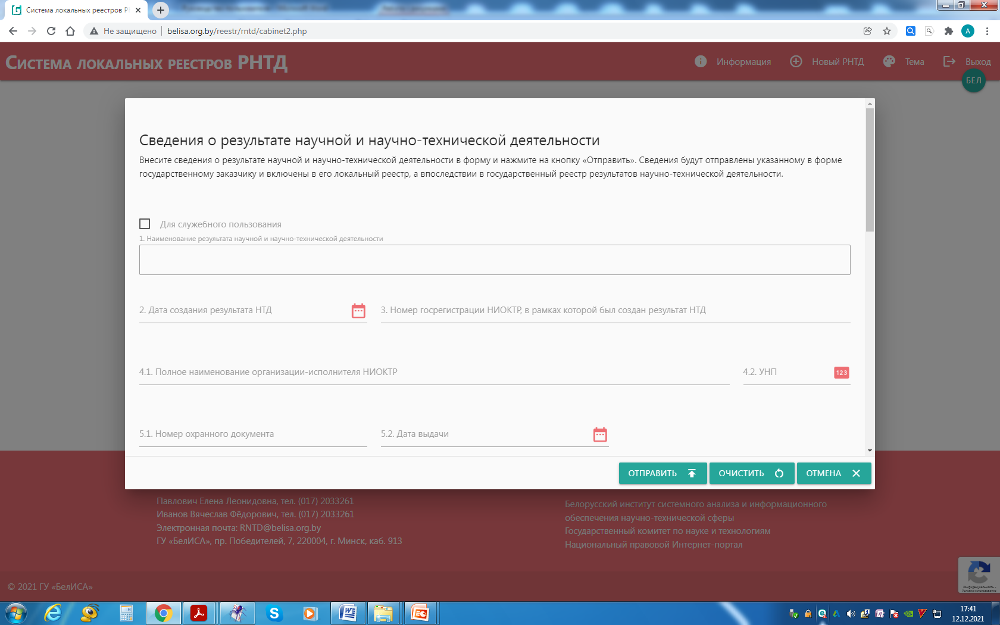 Система локальных реестров РН
Не защищено
belisa.org.by/reestr/rntd/cabinet2.php
A
Система локальных реестров РНТД
Информация
Новый РНТД
Тема
Выход
БЕЛ
Сведения о результате научной и научно-технической деятельности
Внесите сведения о результате научной и научно-технической деятельности в форму и нажмите на кнопку «Отправить». Сведения будут отправлены указанному в форме
государственному заказчику и включены в его локальный реестр, а впоследствии в государственный реестр результатов научно-технической деятельности.
Для служебного пользования
1. Наименование результата научной и научно-технической деятельности
2. Дата создания результата НТД
3. Номер госрегистрации НИОКТР, в рамках которой был создан результат НТД
4.1. Полное наименование организации-исполнителя НИОКТР
4.2. УНП
123
5.1. Номер охранного документа
5.2. Дата выдачи
ОТПРАВИТЬ
ОЧИСТИТЬ
ОТМЕНА
Павлович Елена Леонидовна, тел. (017) 2033261
Иванов Вячеслав Фёдорович, тел. (017) 2033261
Электронная почта: RNTD@belisa.org.by
ГУ «БелИСА», пр. Победителей, 7, 220004, г. Минск, каб. 913
Белорусский институт системного анализа и информационного
обеспечения научно-технической сферы
Государственный комитет по науке и технологиям
Национальный правовой Интернет-портал
Конфиденциальность -
Условия использования
© 2021 ГУ «БелИСА»
17:41
12.12.2021